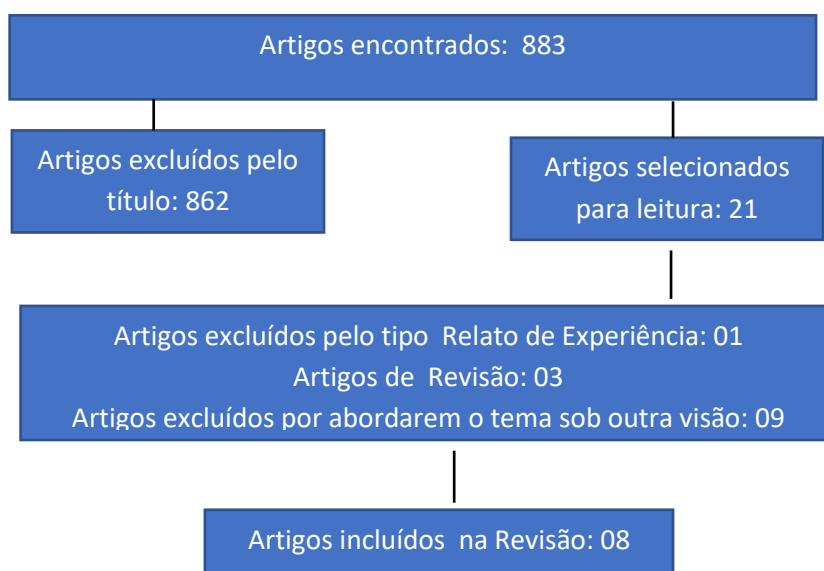 Artigos encontrados:  883
Artigos excluídos pelo
título: 862
Artigos selecionados
para leitura: 21
Artigos excluídos pelo tipo  Relato de Experiência: 01
Artigos de  Revisão: 03
Artigos excluídos por abordarem o tema sob outra visão: 09
Artigos incluídos  na Revisão: 08